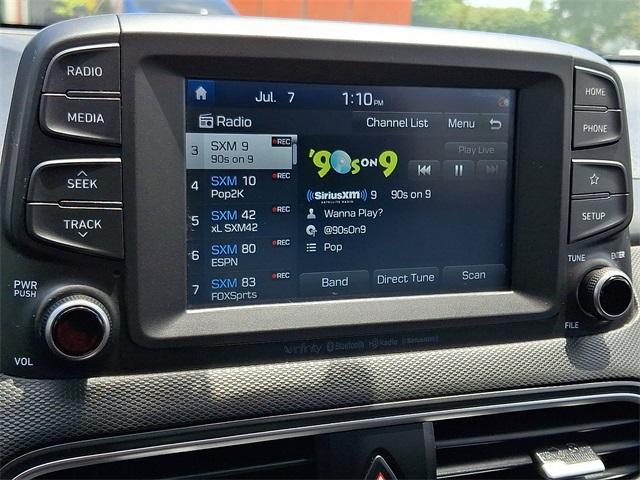 RADIO
MEDIA
SEEK
TRACK
PWR
PUSH
VOL
Jul. 7 1:10 PM
Radio Channel List Menu
3 SXM 9 REC
90s on 9
4 SXM 10 REC
Pop2K
5 SXM 42 REC
xL SXM42
6 SXM 80 REC
ESPN
7 SXM 83 REC
FOXSprts
'90s ON 9
Play Live
((SiriusXM)) 9 90s on 9
SATELLITE RADIO
Wanna Play?
@90sOn9
Pop
Band Direct Tune Scan
HOME
PHONE
SETUP
TUNE ENTER
FILE
infinity Bluetooth HD Radio ((SiriusXM))